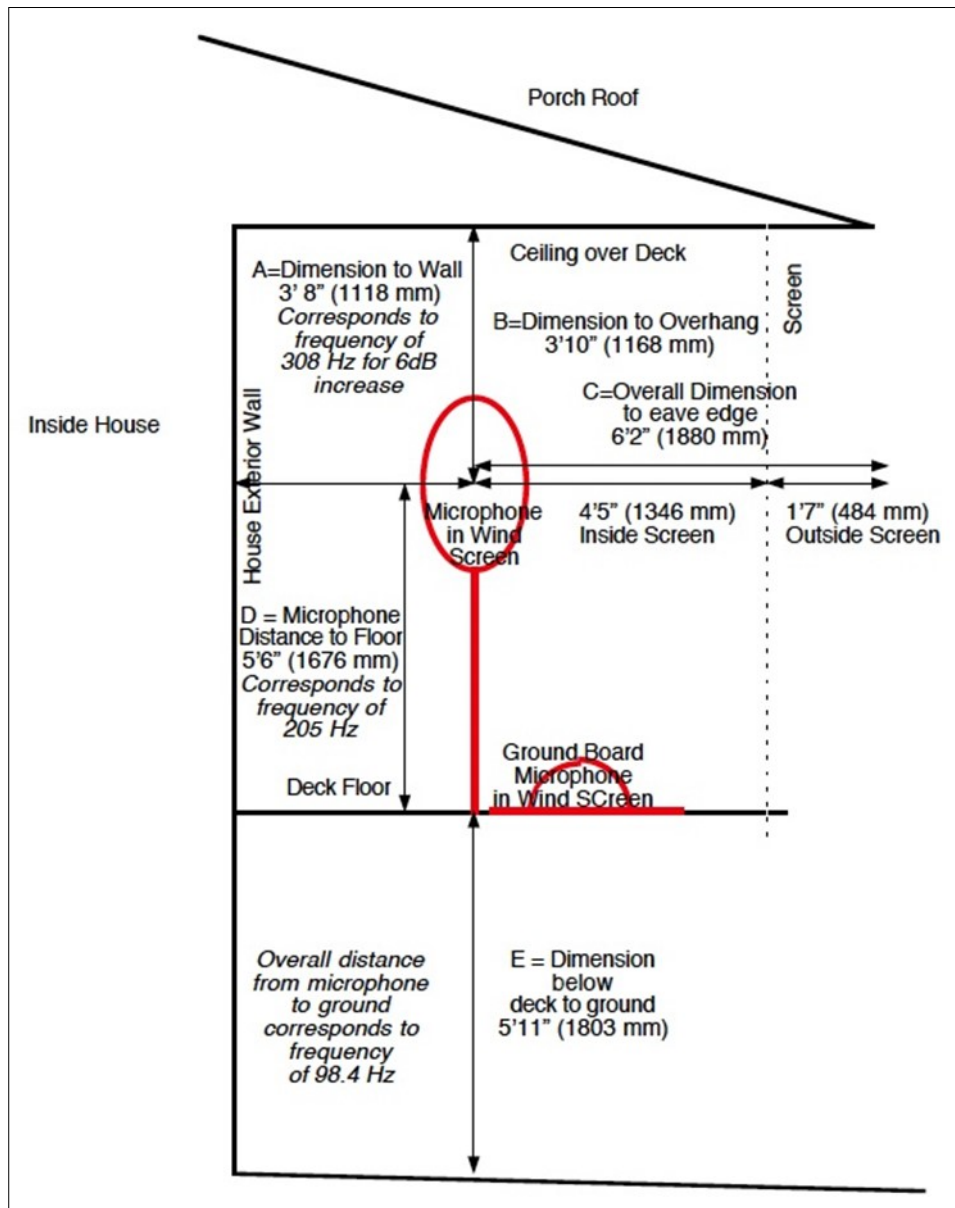 Porch Roof
Ceiling over Deck
A=Dimension to Wall
3' 8” (1118 mm)
Corresponds to
frequency of
308 Hz for 6dB
increase
B=Dimension to Overhang
3'10” (1168 mm)
Screen
C=Overall Dimension
to eave edge
6'2” (1880 mm)
Inside House
House Exterior Wall
Microphone
in Wind
Screen
4'5” (1346 mm)
Inside Screen
1'7” (484 mm)
Outside Screen
D = Microphone
Distance to Floor
5'6” (1676 mm)
Corresponds to
frequency of
205 Hz
Deck Floor
Ground Board
Microphone
in Wind SCreen
Overall distance
from microphone
to ground
corresponds to
frequency
of 98.4 Hz
E = Dimension
below
deck to ground
5'11” (1803 mm)